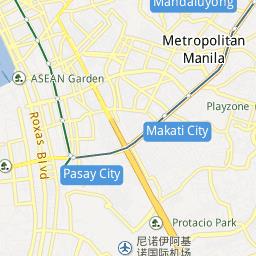 Mandaluyong
Metropolitan
Manila
ASEAN Garden
Playzone
Makati City
Roxas Blvd
Pasay City
Protacio Park
尼诺伊阿基
诺国际机场